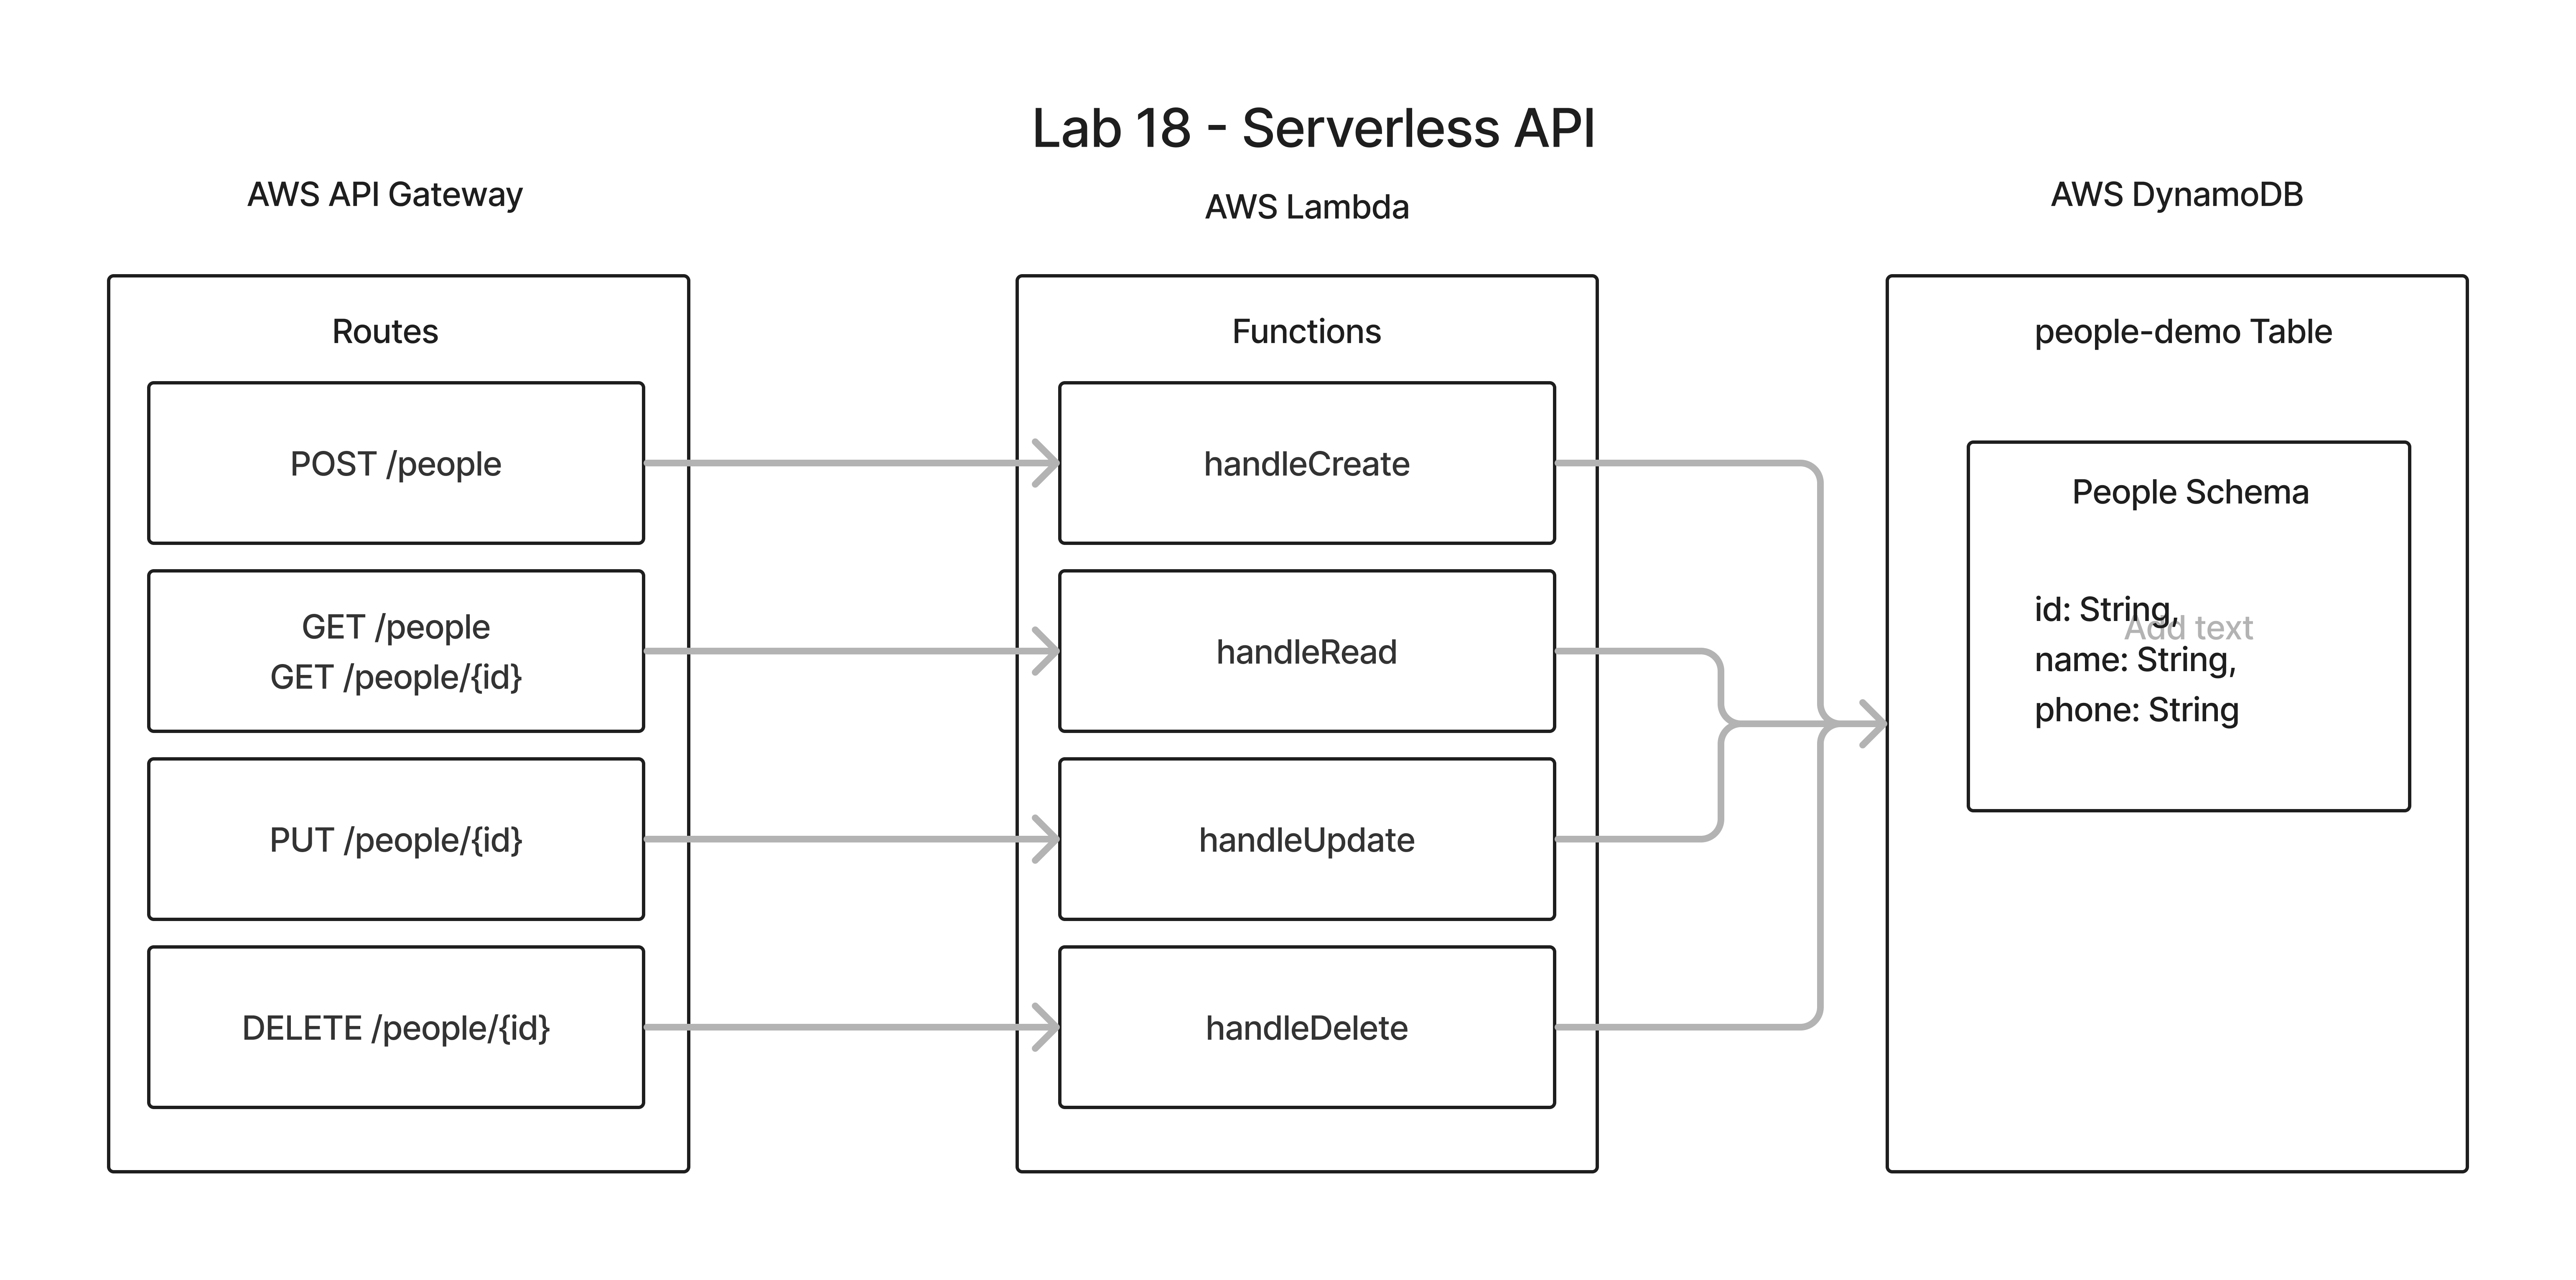 Lab 18 - Serverless API
AWS API Gateway
AWS Lambda
AWS DynamoDB
Routes
POST /people
GET /people
GET /people/{id}
PUT /people/{id}
DELETE /people/{id}
Functions
handleCreate
handleRead
handleUpdate
handleDelete
people-demo Table
People Schema
id: String,
Add text
name: String,
phone: String